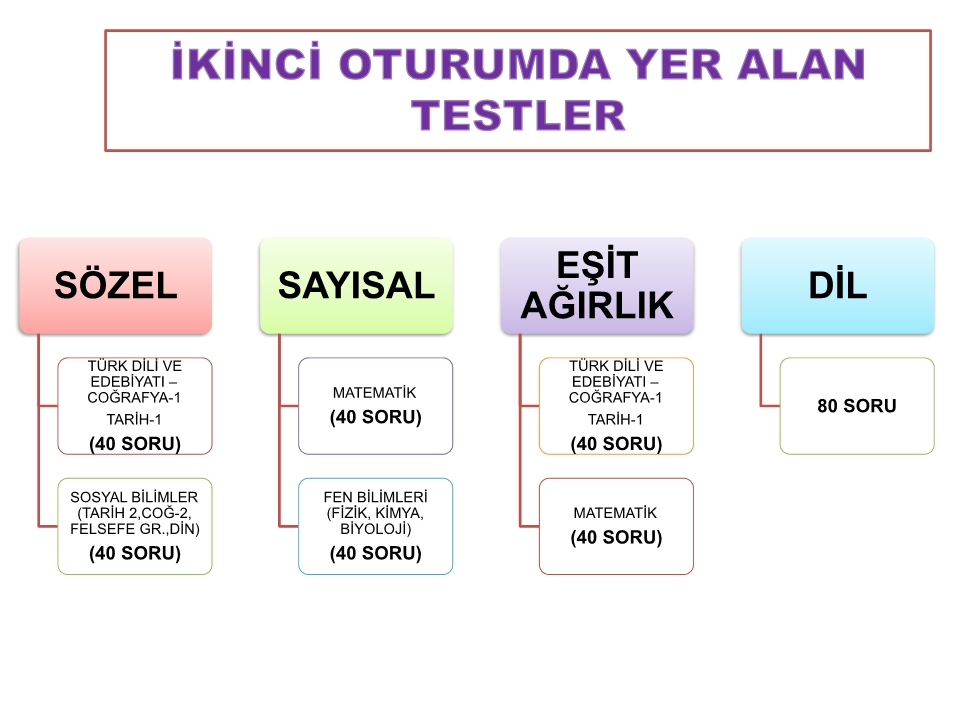 İKİNCİ OTURUMDA YER ALAN
TESTLER
SÖZEL
TÜRK DİLİ VE
EDEBİYATI –
COĞRAFYA-1
TARİH-1
(40 SORU)
SOSYAL BİLİMLER
(TARİH 2,COĞ-2,
FELSEFE GR.,DİN)
(40 SORU)
SAYISAL
MATEMATİK
(40 SORU)
FEN BİLİMLERİ
(FİZİK, KİMYA,
BİYOLOJİ)
(40 SORU)
EŞİT
AĞIRLIK
TÜRK DİLİ VE
EDEBİYATI –
COĞRAFYA-1
TARİH-1
(40 SORU)
MATEMATİK
(40 SORU)
DİL
80 SORU